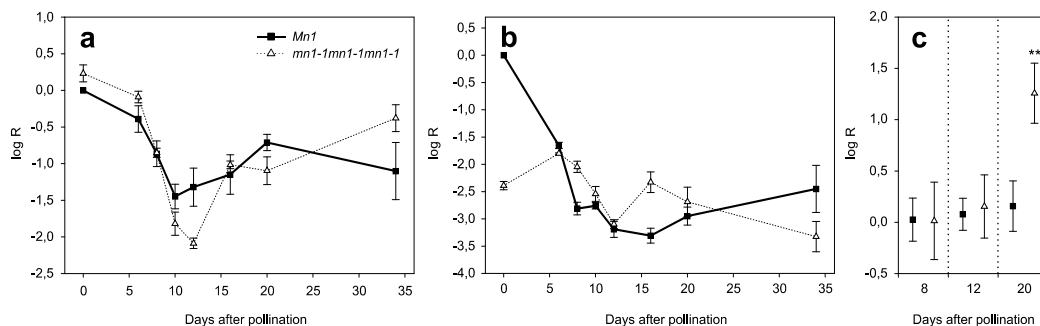 a
Mn1
mn1-1mn1-1mn1-1
1,0
0,5
0,0
-0,5
-1,0
-1,5
-2,0
-2,5
log R
0 5 10 15 20 25 30 35
Days after pollination
b
0,5
0,0
-0,5
-1,0
-1,5
-2,0
-2,5
-3,0
-3,5
-4,0
log R
0 5 10 15 20 25 30 35
Days after pollination
c
**
2,0
1,5
1,0
0,5
0,0
-0,5
log R
8 12 20
Days after pollination